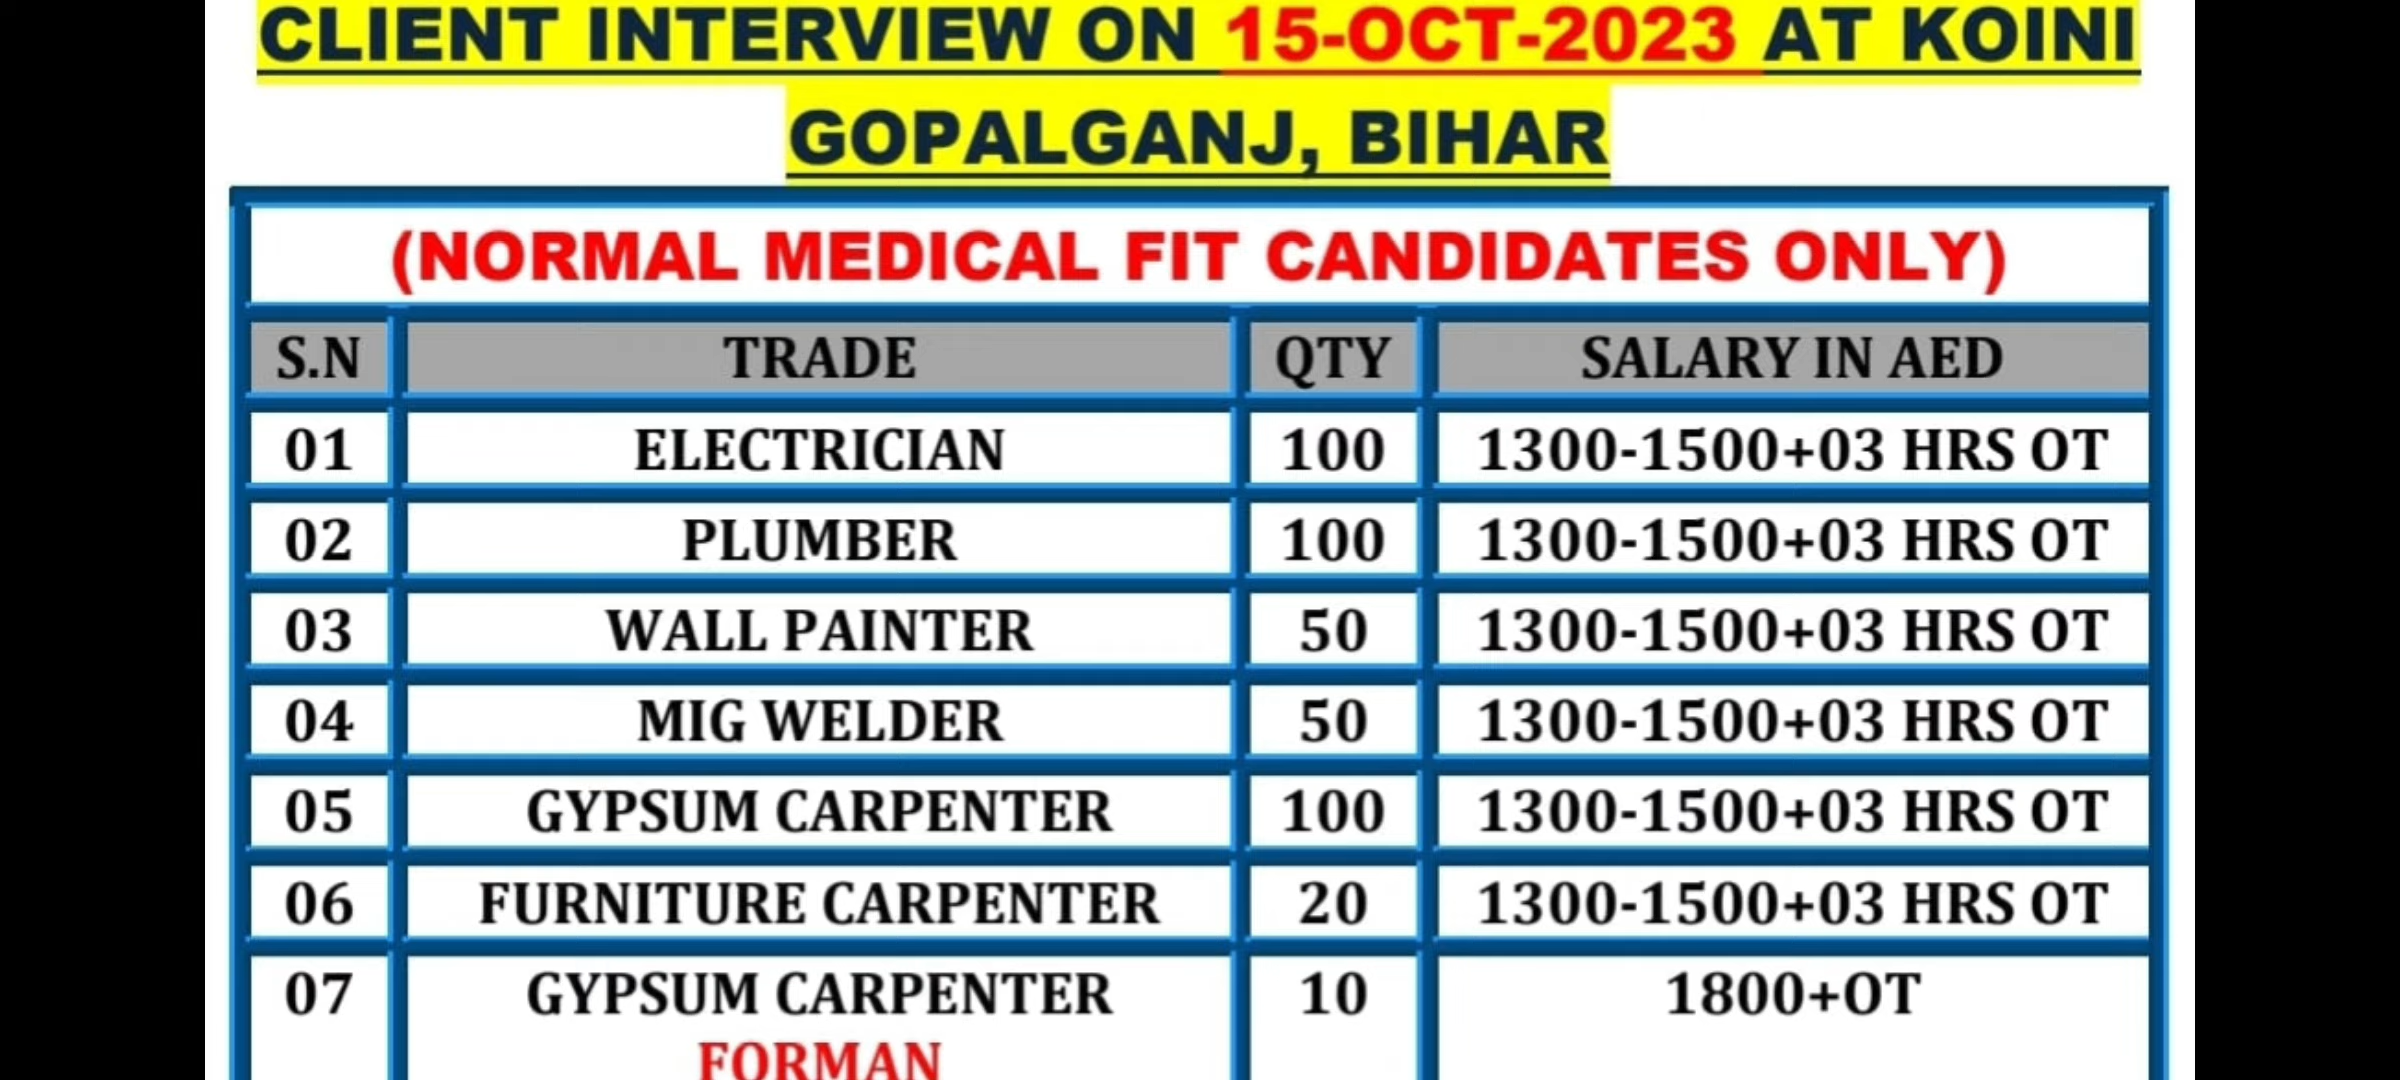 CLIENT INTERVIEW ON 15-OCT-2023 AT KOINI
GOPALGANJ, BIHAR
(NORMAL MEDICAL FIT CANDIDATES ONLY)
S.N TRADE QTY SALARY IN AED
01 ELECTRICIAN 100 1300-1500+03 HRS OT
02 PLUMBER 100 1300-1500+03 HRS OT
03 WALL PAINTER 50 1300-1500+03 HRS OT
04 MIG WELDER 50 1300-1500+03 HRS OT
05 GYPSUM CARPENTER 100 1300-1500+03 HRS OT
06 FURNITURE CARPENTER 20 1300-1500+03 HRS OT
07 GYPSUM CARPENTER 10 1800+OT
FORMAN